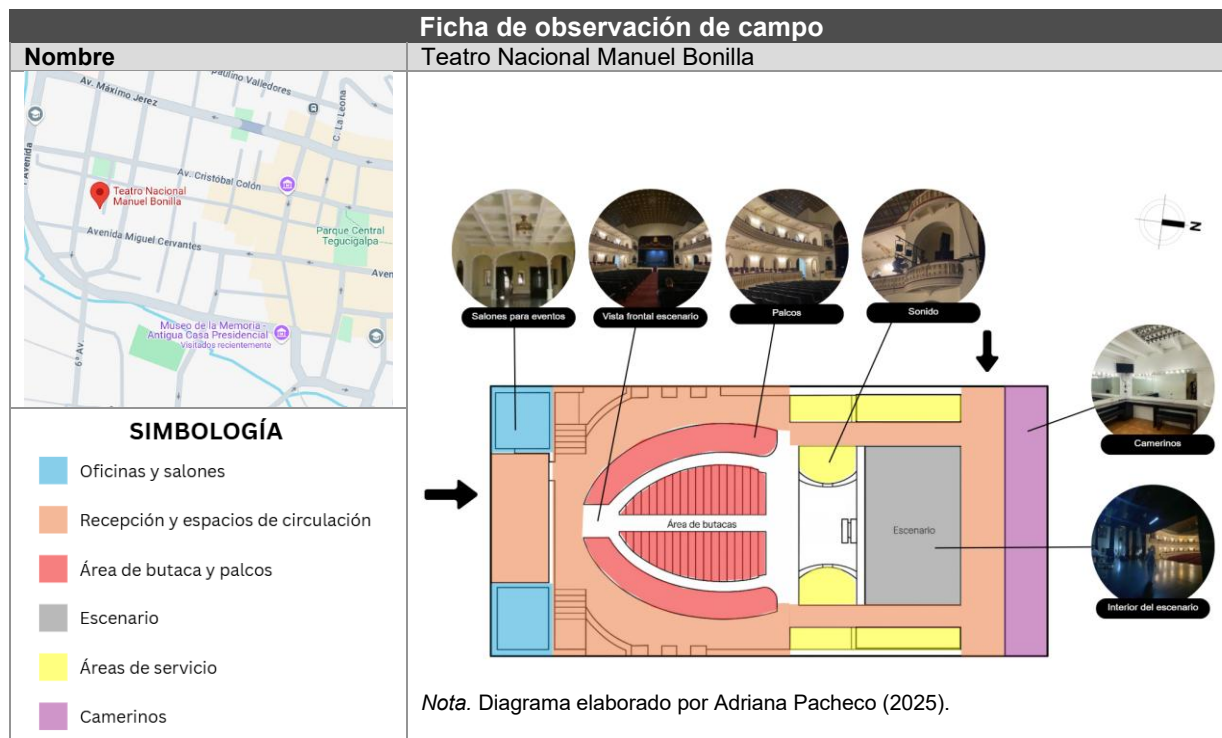 Ficha de observación de campo
Nombre
Teatro Nacional Manuel Bonilla
Av. Máximo Jerez
Paulino Valledores
C. La Leona
Avenida
Av. Cristóbal Colón
Teatro Nacional
Manuel Bonilla
Parque Central
Tegucigalpa
Avenida Miguel Cervantes
Aven
Museo de la Memoria -
Antigua Casa Presidencial
Visitados recientemente
6ª Av.
SIMBOLOGÍA
Oficinas y salones
Recepción y espacios de circulación
Área de butaca y palcos
Escenario
Áreas de servicio
Camerinos
N
Salones para eventos
Vista frontal escenario
Palcos
Sonido
Camerinos
Área de butacas
Escenario
Interior del escenario
Nota. Diagrama elaborado por Adriana Pacheco (2025).